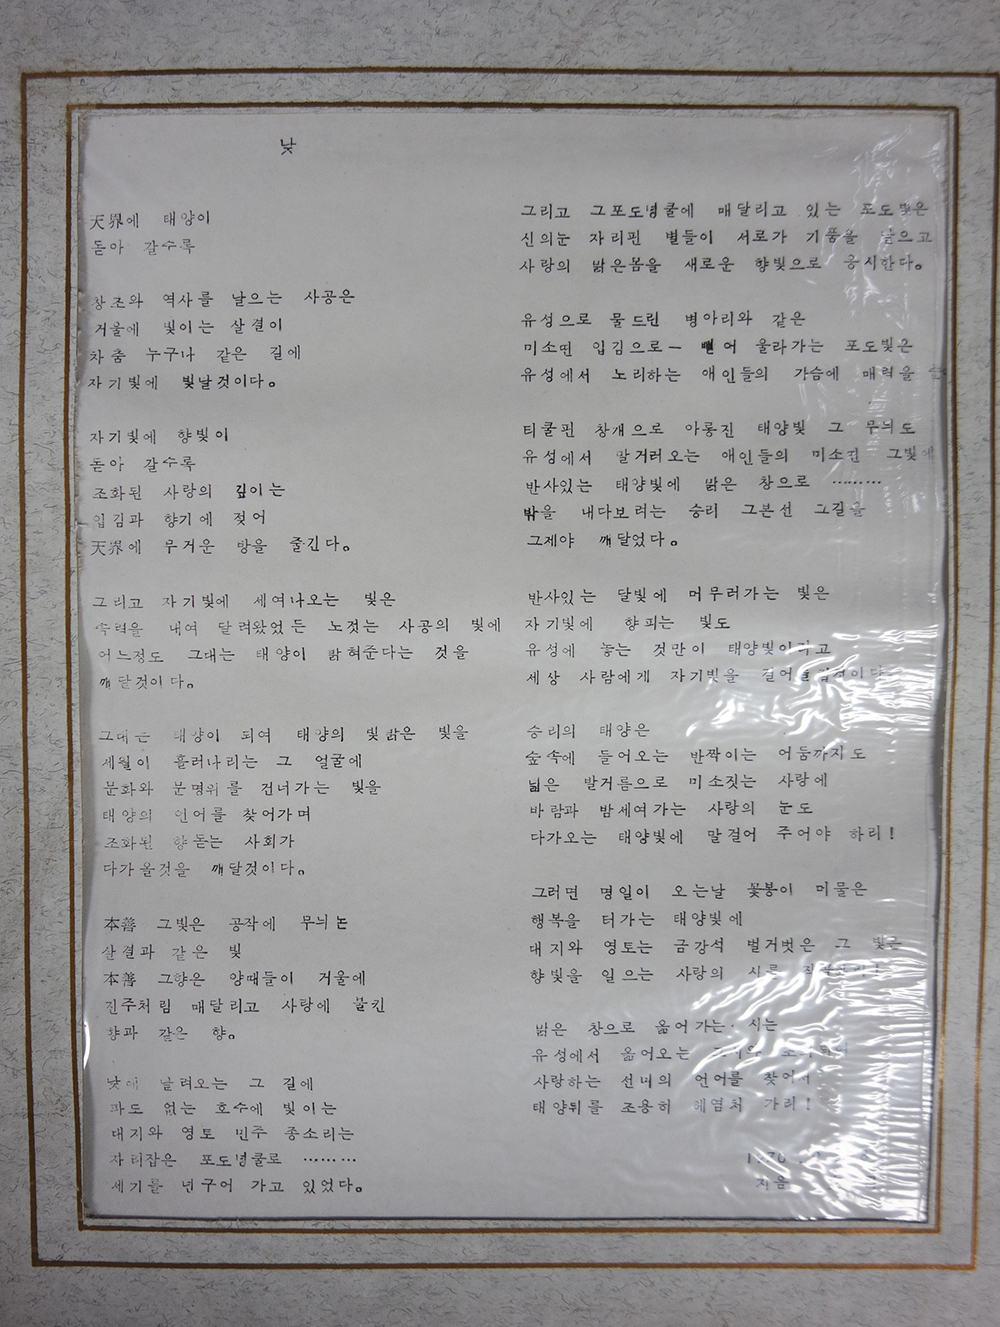 낮
天界에 태양이
돋아 갈수록
창조와 역사를 날으는 사공은
거울에 빛이는 살결이
차츰 누구나 같은 길에
자기빛에 빛날것이다。
자기빛에 향빛이
돋아 갈수록
조화된 사랑의 깊이는
입김과 향기에 젖어
天界에 무거운 방을 줄긴다。
그리고 자기빛에 세여나오는 빛은
속력을 내여 달려왔었든 노젓는 사공의 빛에
어느정도 그대는 태양이 밝혀준다는 것을
깨달것이다。
그대는 태양이 되여 태양의 빛밝은 빛을
세월이 흘러나리는 그 얼굴에
문화와 문명위를 건너가는 빛을
태양의 언어를 찾어가며
조화된 향돋는 사회가
다가올것을 깨달것이다。
本善 그빛은 공작에 무늬논
살결과 같은 빛
本善 그향은 양때들이 거울에
진주처럼 매달리고 사랑에 불킨
향과 같은 향。
낮에 날려오는 그 길에
파도 없는 호수에 빛이는
대지와 영토 민주 종소리는
자리잡은 포도넝쿨로 ………
세기를 넌구어 가고 있었다。
그리고 그포도넝쿨에 매달리고 있는 포도빛은
신의눈 자리핀 별들이 서로가 기품을 날으고
사랑의 맑은몸을 새로운 향빛으로 응시한다。
유성으로 물드린 병아리와 같은
미소띤 입김으로— 뻗어 울라가는 포도빛은
유성에서 노리하는 애인들의 가슴에 매력을
티쿨핀 창개으로 아롱진 태양빛 그 무늬도
유성에서 말거러오는 애인들의 미소띤 그빛에
반사있는 태양빛에 맑은 창으로 ………
밖을 내다보려는 승리 그본선 그길을
그제야 깨달었다。
반사있는 달빛에 머무러가는 빛은
자기빛에 향피는 빛도
유성에 놓는 것만이 태양빛이라고
세상 사람에게 자기빛을
승리의 태양은
숲속에 들어오는 반짝이는 어둠까지도
넓은 발거름으로 미소짓는 사랑에
바람과 밤세여가는 사랑의 눈도
다가오는 태양빛에 말걸어 주어야 하리!
그러면 명일이 오는날 꽃봉이 머물은
행복을 터가는 태양빛에
대지와 영토는 금강석 벌거벗은 그 빛은
향빛을 일으는 사랑의
밝은 창으로 옮어가는 시는
유성에서 옮어오는
사랑하는 선녀의 언어를 찾어서
태양뒤를 조용히 헤엄처 가리!
지음